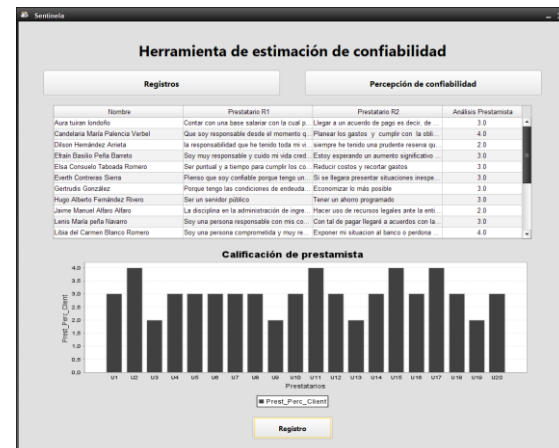 Sentinela
Herramienta de estimación de confiabilidad
Registros Percepción de confiabilidad
Nombre Prestatario R1 Prestatario R2 Análisis Prestamista
Aura tuiran londoño Contar con una base salariar con la cual p... Llegar a un acuerdo de pago es decir, de ... 3.0
Candelaria María Palencia Verbel Que soy responsable desde el momento q... Planear los gastos y cumplir con la obli... 4.0
Dilson Hernández Arrieta la responsabilidad que he tenido toda mi vi... siempre he tenido una prudente reserva qu... 2.0
Efraín Basilio Peña Barreto Soy muy responsable y cuido mi vida cred... Estoy esperando un aumento significativo ... 3.0
Elsa Consuelo Taboada Romero Ser puntual y a tiempo para cumplir los co... Reducir costos y recortar gastos 3.0
Everth Contreras Sierra Pienso que soy confiable porque tengo un... Si se llegara presentar situaciones inespe... 3.0
Gertrudis González Porque tengo las condiciones de endeuda... Economizar lo más posible 3.0
Hugo Alberto Fernández Rivero Ser un servidor público Tener un ahorro programado 3.0
Jaime Manuel Alfaro Alfaro La disciplina en la administración de ingre... Hacer uso de recursos legales ante la enti... 2.0
Lenis María peña Navarro Soy una persona responsable con mis co... Con tal de pagar llegaré a acuerdos con la... 3.0
Libia del Carmen Blanco Romero Soy una persona comprometida y muy re... Exponer mi situacion al banco o perdona ... 4.0
Calificación de prestamista
Prest_Perc_Client
4,0
3,5
3,0
2,5
2,0
1,5
1,0
0,5
0,0
U1 U2 U3 U4 U5 U6 U7 U8 U9 U10 U11 U12 U13 U14 U15 U16 U17 U18 U19 U20
Prestatarios
Prest_Perc_Client
Registro